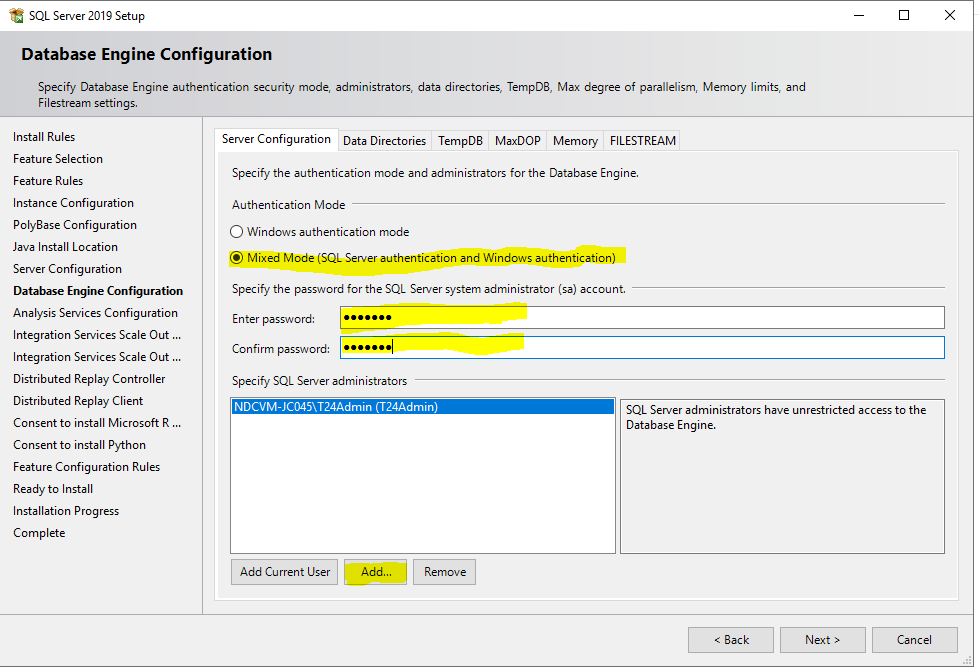 SQL Server 2019 Setup
Database Engine Configuration
Specify Database Engine authentication security mode, administrators, data directories, TempDB, Max degree of parallelism, Memory limits, and
Filestream settings.
Install Rules
Feature Selection
Feature Rules
Instance Configuration
PolyBase Configuration
Java Install Location
Server Configuration
Database Engine Configuration
Analysis Services Configuration
Integration Services Scale Out ...
Integration Services Scale Out ...
Distributed Replay Controller
Distributed Replay Client
Consent to install Microsoft R ...
Consent to install Python
Feature Configuration Rules
Ready to Install
Installation Progress
Complete
Server Configuration Data Directories TempDB MaxDOP Memory FILESTREAM
Specify the authentication mode and administrators for the Database Engine.
Authentication Mode
Windows authentication mode
Mixed Mode (SQL Server authentication and Windows authentication)
Specify the password for the SQL Server system administrator (sa) account.
Enter password: ●●●●●●●
Confirm password: ●●●●●●●
Specify SQL Server administrators
NDCVM-JC045\T24Admin (T24Admin)
SQL Server administrators have unrestricted access to the
Database Engine.
Add Current User Add... Remove
< Back Next > Cancel